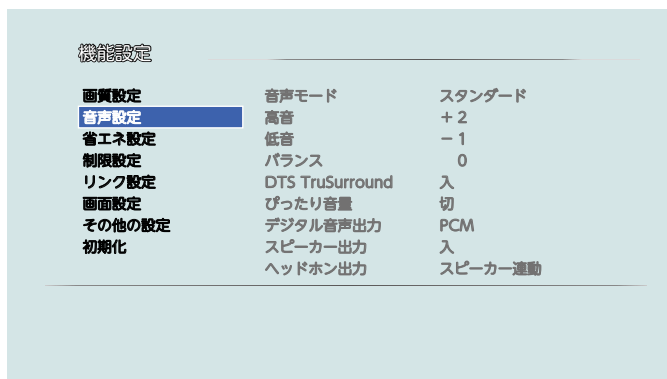 機能設定
画質設定 音声モード スタンダード
音声設定 高音 +2
省エネ設定 低音 −1
制限設定 バランス 0
リンク設定 DTS TruSurround 入
画面設定 ぴったり音量 切
その他の設定 デジタル音声出力 PCM
初期化 スピーカー出力 入
ヘッドホン出力 スピーカー連動